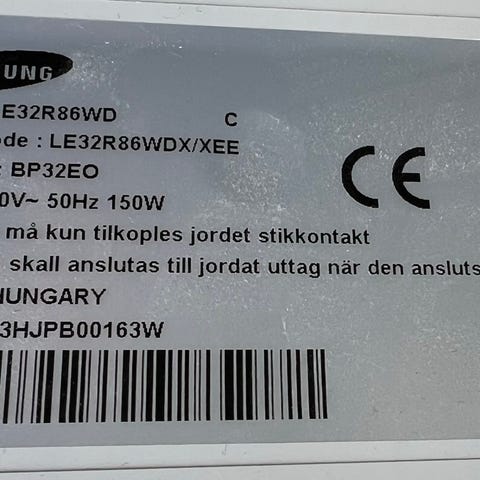 UNG
E32R86WD C
ode : LE32R86WDX/XEE
: BP32EO
0V~ 50Hz 150W
må kun tilkoples jordet stikkontakt
skall anslutas till jordat uttag när den ansluts
HUNGARY
3HJPB00163W
CE